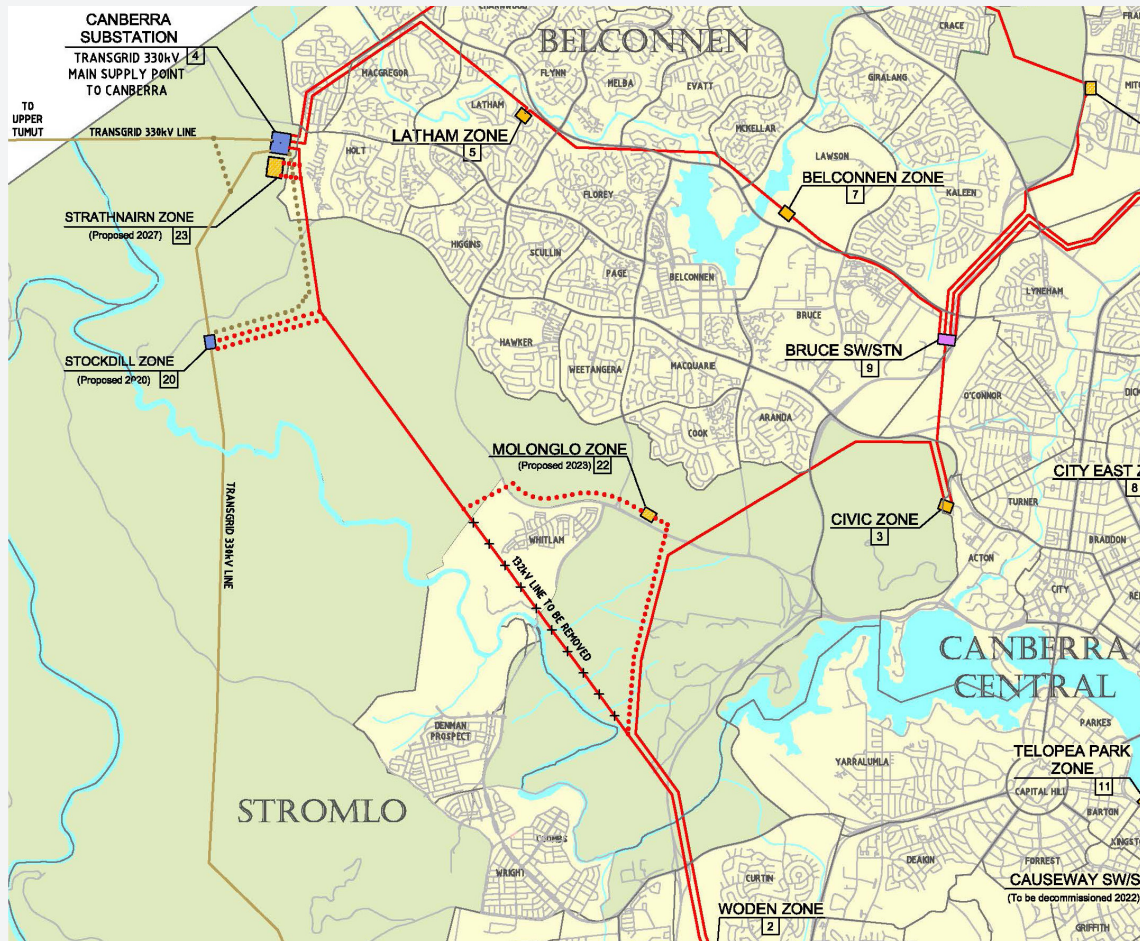 CANBERRA
SUBSTATION
TRANSGRID 330kV 4
MAIN SUPPLY POINT
TO CANBERRA
TO
UPPER
TUMUT
TRANSGRID 330kV LINE
BELCONNEN
CRACE
MACGREGOR
FLYNN
MELBA
EVATT
GIRALANG
LATHAM
MCKELLAR
LATHAM ZONE
5
HOLT
LAWSON
BELCONNEN ZONE
7
KALEEN
FLOREY
STRATHNAIRN ZONE
(Proposed 2027) 23
HIGGINS
SCULLIN
PAGE
BELCONNEN
LYNEHAM
BRUCE
HAWKER
BRUCE SW/STN
9
STOCKDILL ZONE
(Proposed 2020) 20
WEETANGERA
MACQUARIE
O'CONNOR
ARANDA
COOK
MOLONGLO ZONE
(Proposed 2023) 22
CITY EAST
8
TRANSGRID 330kV LINE
TURNER
CIVIC ZONE
3
WHITLAM
BRADDON
132kV LINE TO BE REMOVED
ACTON
CITY
CANBERRA
CENTRAL
DENMAN
PROSPECT
PARKES
YARRALUMLA
TELOPEA PARK
ZONE
11
CAPITAL HILL
STROMLO
BARTON
COOMBS
DEAKIN
FORREST
WRIGHT
CURTIN
CAUSEWAY SW/S
(To be decommissioned 2022)
WODEN ZONE
2
GRIFFITH